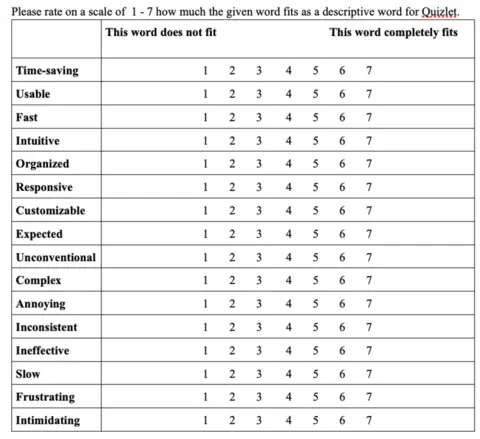 Please rate on a scale of 1 - 7 how much the given word fits as a descriptive word for Quizlet.
This word does not fit This word completely fits
Time-saving 1 2 3 4 5 6 7
Usable 1 2 3 4 5 6 7
Fast 1 2 3 4 5 6 7
Intuitive 1 2 3 4 5 6 7
Organized 1 2 3 4 5 6 7
Responsive 1 2 3 4 5 6 7
Customizable 1 2 3 4 5 6 7
Expected 1 2 3 4 5 6 7
Unconventional 1 2 3 4 5 6 7
Complex 1 2 3 4 5 6 7
Annoying 1 2 3 4 5 6 7
Inconsistent 1 2 3 4 5 6 7
Ineffective 1 2 3 4 5 6 7
Slow 1 2 3 4 5 6 7
Frustrating 1 2 3 4 5 6 7
Intimidating 1 2 3 4 5 6 7